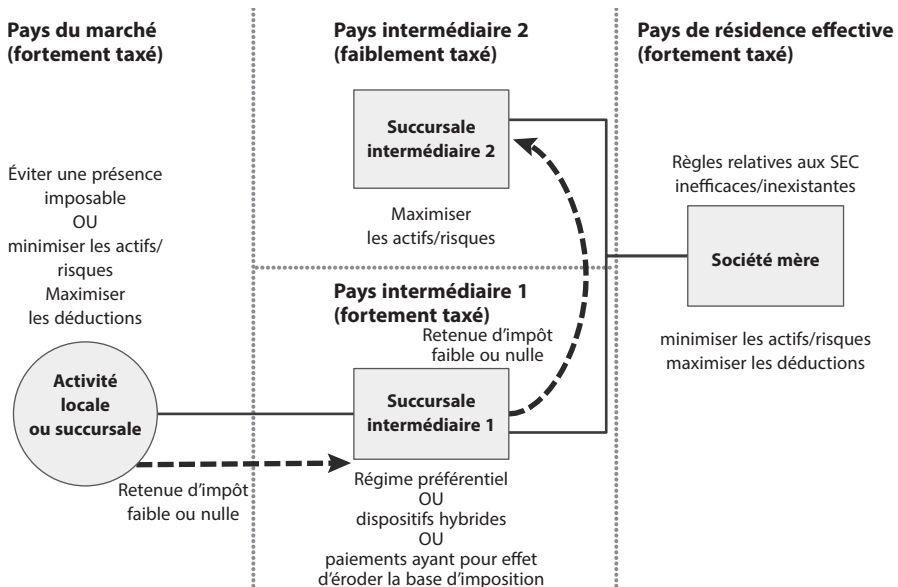 Pays du marché
(fortement taxé)
Éviter une présence
imposable
OU
minimiser les actifs/
risques
Maximiser
les déductions
Activité
locale
ou succursale
Retenue d'impôt
faible ou nulle
Pays intermédiaire 2
(faiblement taxé)
Succursale
intermédiaire 2
Maximiser
les actifs/risques
Pays intermédiaire 1
(fortement taxé)
Retenue d'impôt
faible ou nulle
Succursale
intermédiaire 1
Régime préférentiel
OU
dispositifs hybrides
OU
paiements ayant pour effet
d'éroder la base d'imposition
Pays de résidence effective
(fortement taxé)
Règles relatives aux SEC
inefficaces/inexistantes
Société mère
minimiser les actifs/risques
maximiser les déductions